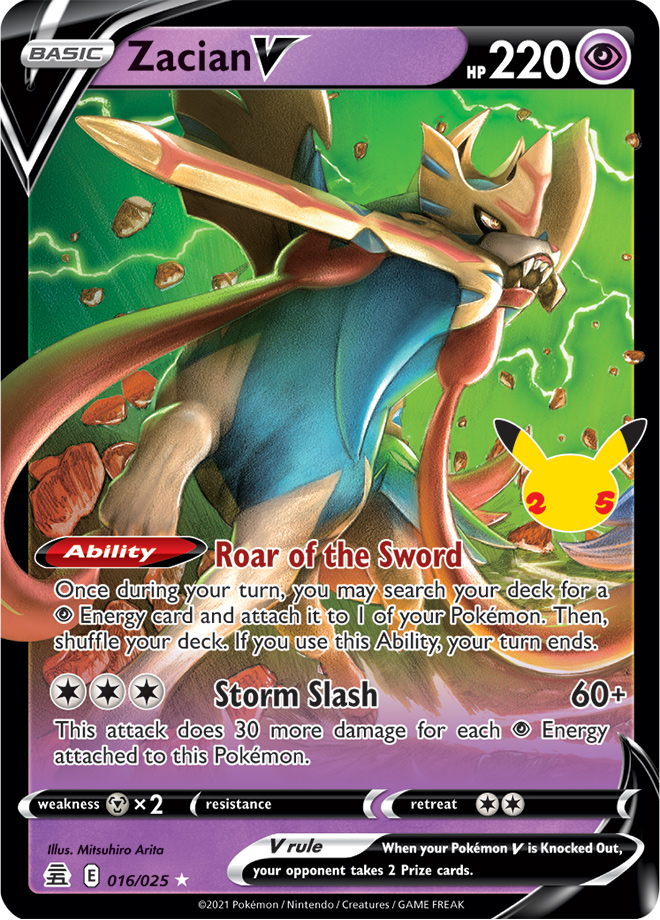 BASIC Zacian V HP 220
25
Ability Roar of the Sword
Once during your turn, you may search your deck for a
Energy card and attach it to 1 of your Pokémon. Then,
shuffle your deck. If you use this Ability, your turn ends.
Storm Slash 60+
This attack does 30 more damage for each Energy
attached to this Pokémon.
weakness ×2 resistance retreat
Illus. Mitsuhiro Arita
V rule When your Pokémon V is Knocked Out,
your opponent takes 2 Prize cards.
五 E 016/025
©2021 Pokémon / Nintendo / Creatures / GAME FREAK